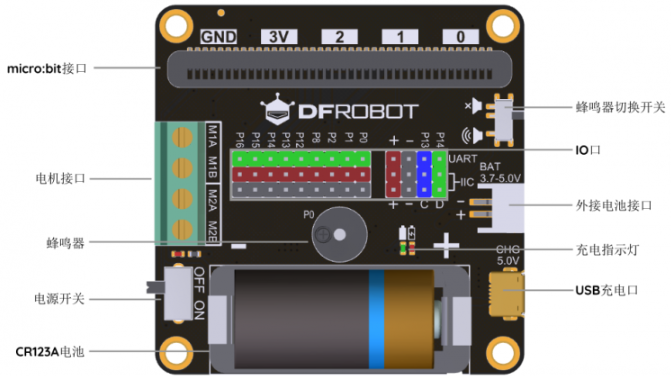 GND 3V 2 1 0
micro:bit接口
DFROBOT
蜂鸣器切换开关
P16 P15 P14 P13 P12 P8 P2 P1 P0 + - P13 P14
IO口
UART
M1A
M1B
M2A
M2B
电机接口
BAT
3.7-5.0V
IIC
+ - C D
外接电池接口
- +
P0
蜂鸣器
- +
充电指示灯
CHG
5.0V
OFF ON
电源开关
USB充电口
CR123A电池